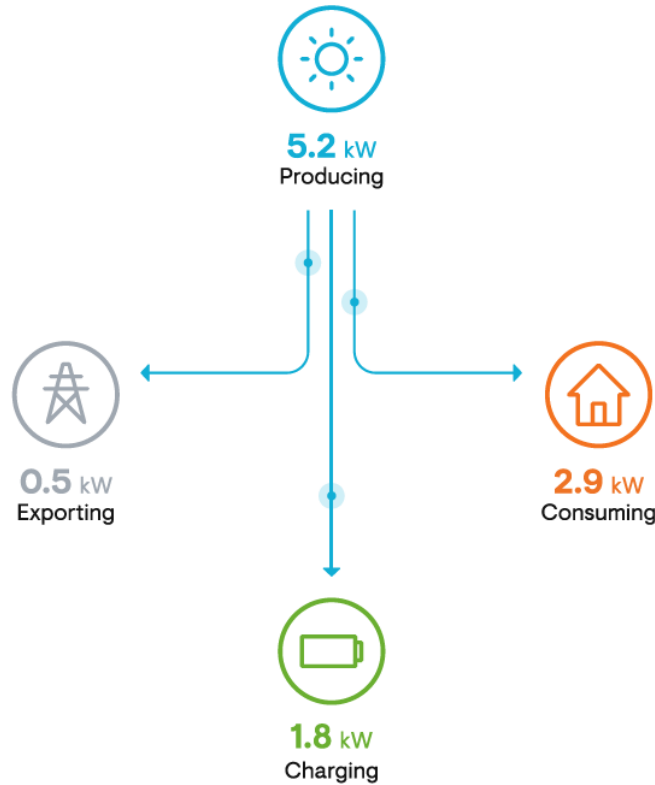 5.2 kW
Producing
0.5 kW
Exporting
2.9 kW
Consuming
1.8 kW
Charging